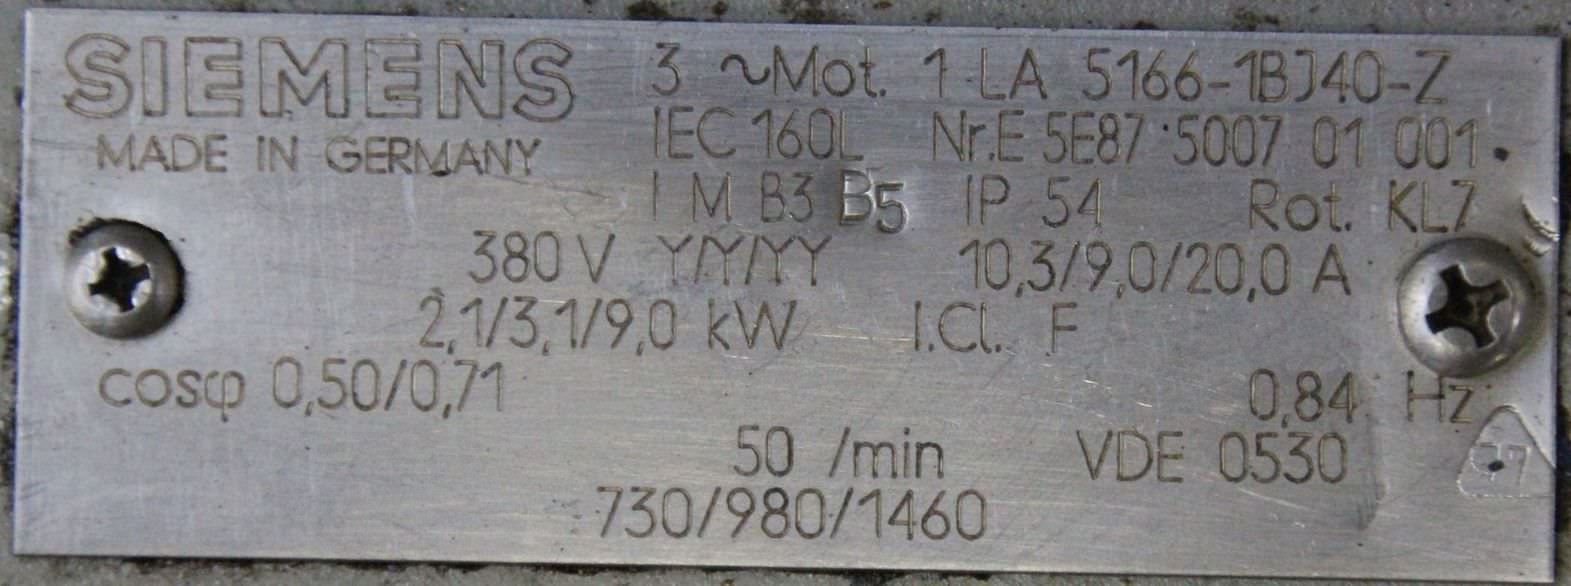 SIEMENS
MADE IN GERMANY
3 ~Mot. 1 LA 5166-1BJ40-Z
IEC 160L Nr.E 5E87 5007 01 001
I M B3 B5 IP 54 Rot. KL7
380 V Y/Y/YY 10,3/9,0/20,0 A
2,1/3,1/9,0 kW I.Cl. F
cosφ 0,50/0,71 0,84 Hz
50 /min VDE 0530
730/980/1460